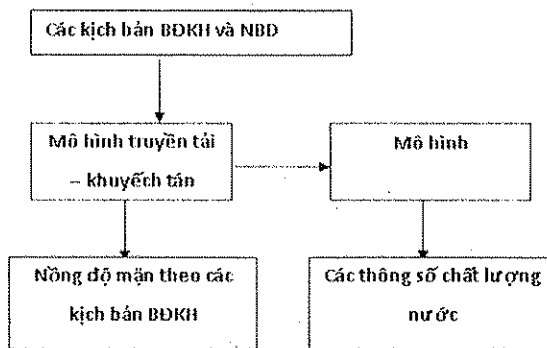 Các kịch bản BĐKH và NBD
Mô hình truyền tải
– khuyếch tán
Mô hình
Nồng độ mặn theo các
kịch bản BĐKH
Các thông số chất lượng
nước